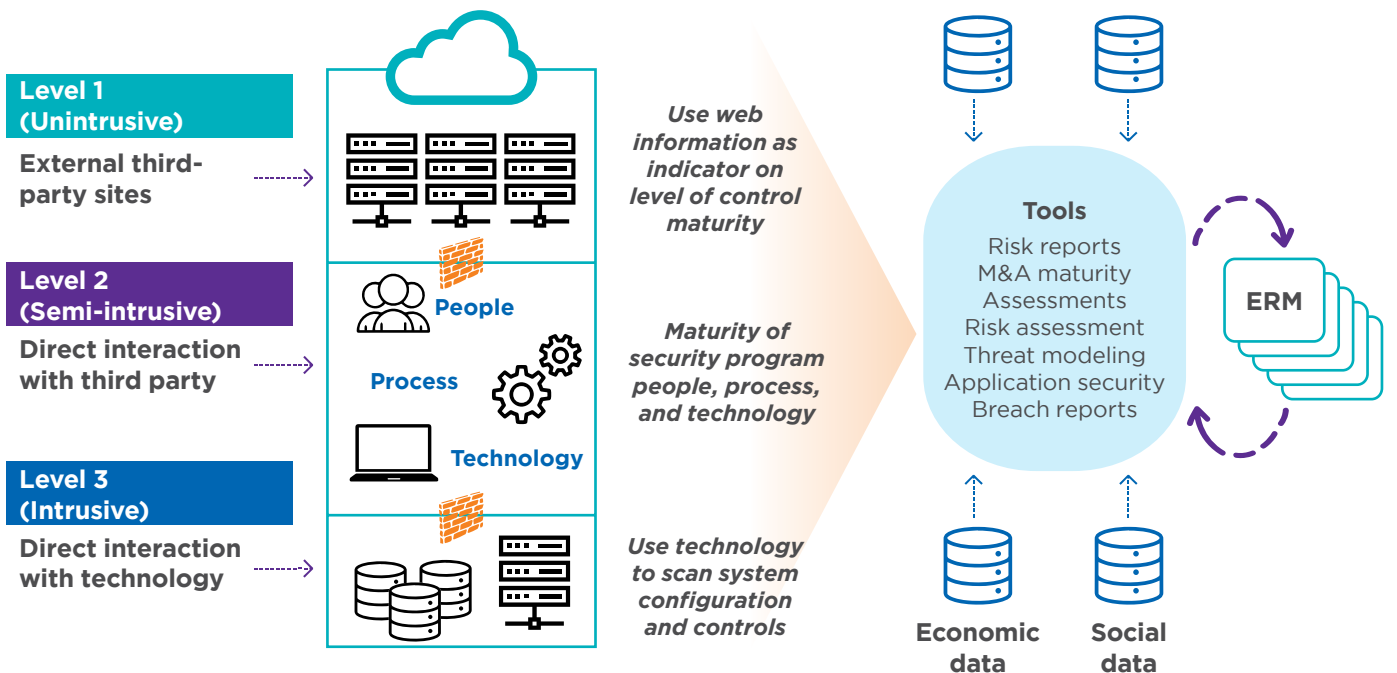 Level 1
(Unintrusive)
External third-
party sites
Use web
information as
indicator on
level of control
maturity
Level 2
(Semi-intrusive)
Direct interaction
with third party
People
Process
Technology
Maturity of
security program
people, process,
and technology
Level 3
(Intrusive)
Direct interaction
with technology
Use technology
to scan system
configuration
and controls
Tools
Risk reports
M&A maturity
Assessments
Risk assessment
Threat modeling
Application security
Breach reports
ERM
Economic
data
Social
data